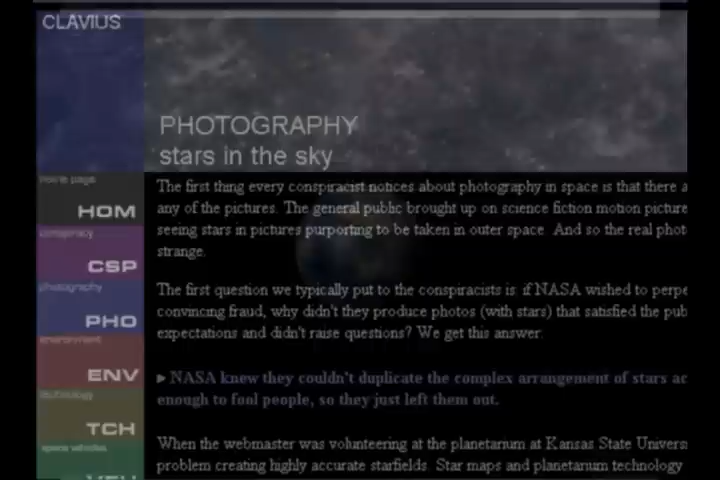 CLAVIUS
PHOTOGRAPHY
stars in the sky
home page
HOM
conspiracy
CSP
photography
PHO
environment
ENV
technology
TCH
space vehicles
The first thing every conspiracist notices about photography in space is that there a
any of the pictures. The general public brought up on science fiction motion picture
seeing stars in pictures purporting to be taken in outer space. And so the real phot
strange.
The first question we typically put to the conspiracists is: if NASA wished to perpe
convincing fraud, why didn't they produce photos (with stars) that satisfied the pub
expectations and didn't raise questions? We get this answer:
▸ NASA knew they couldn't duplicate the complex arrangement of stars ac
enough to fool people, so they just left them out.
When the webmaster was volunteering at the planetarium at Kansas State Univers
problem creating highly accurate starfields. Star maps and planetarium technology